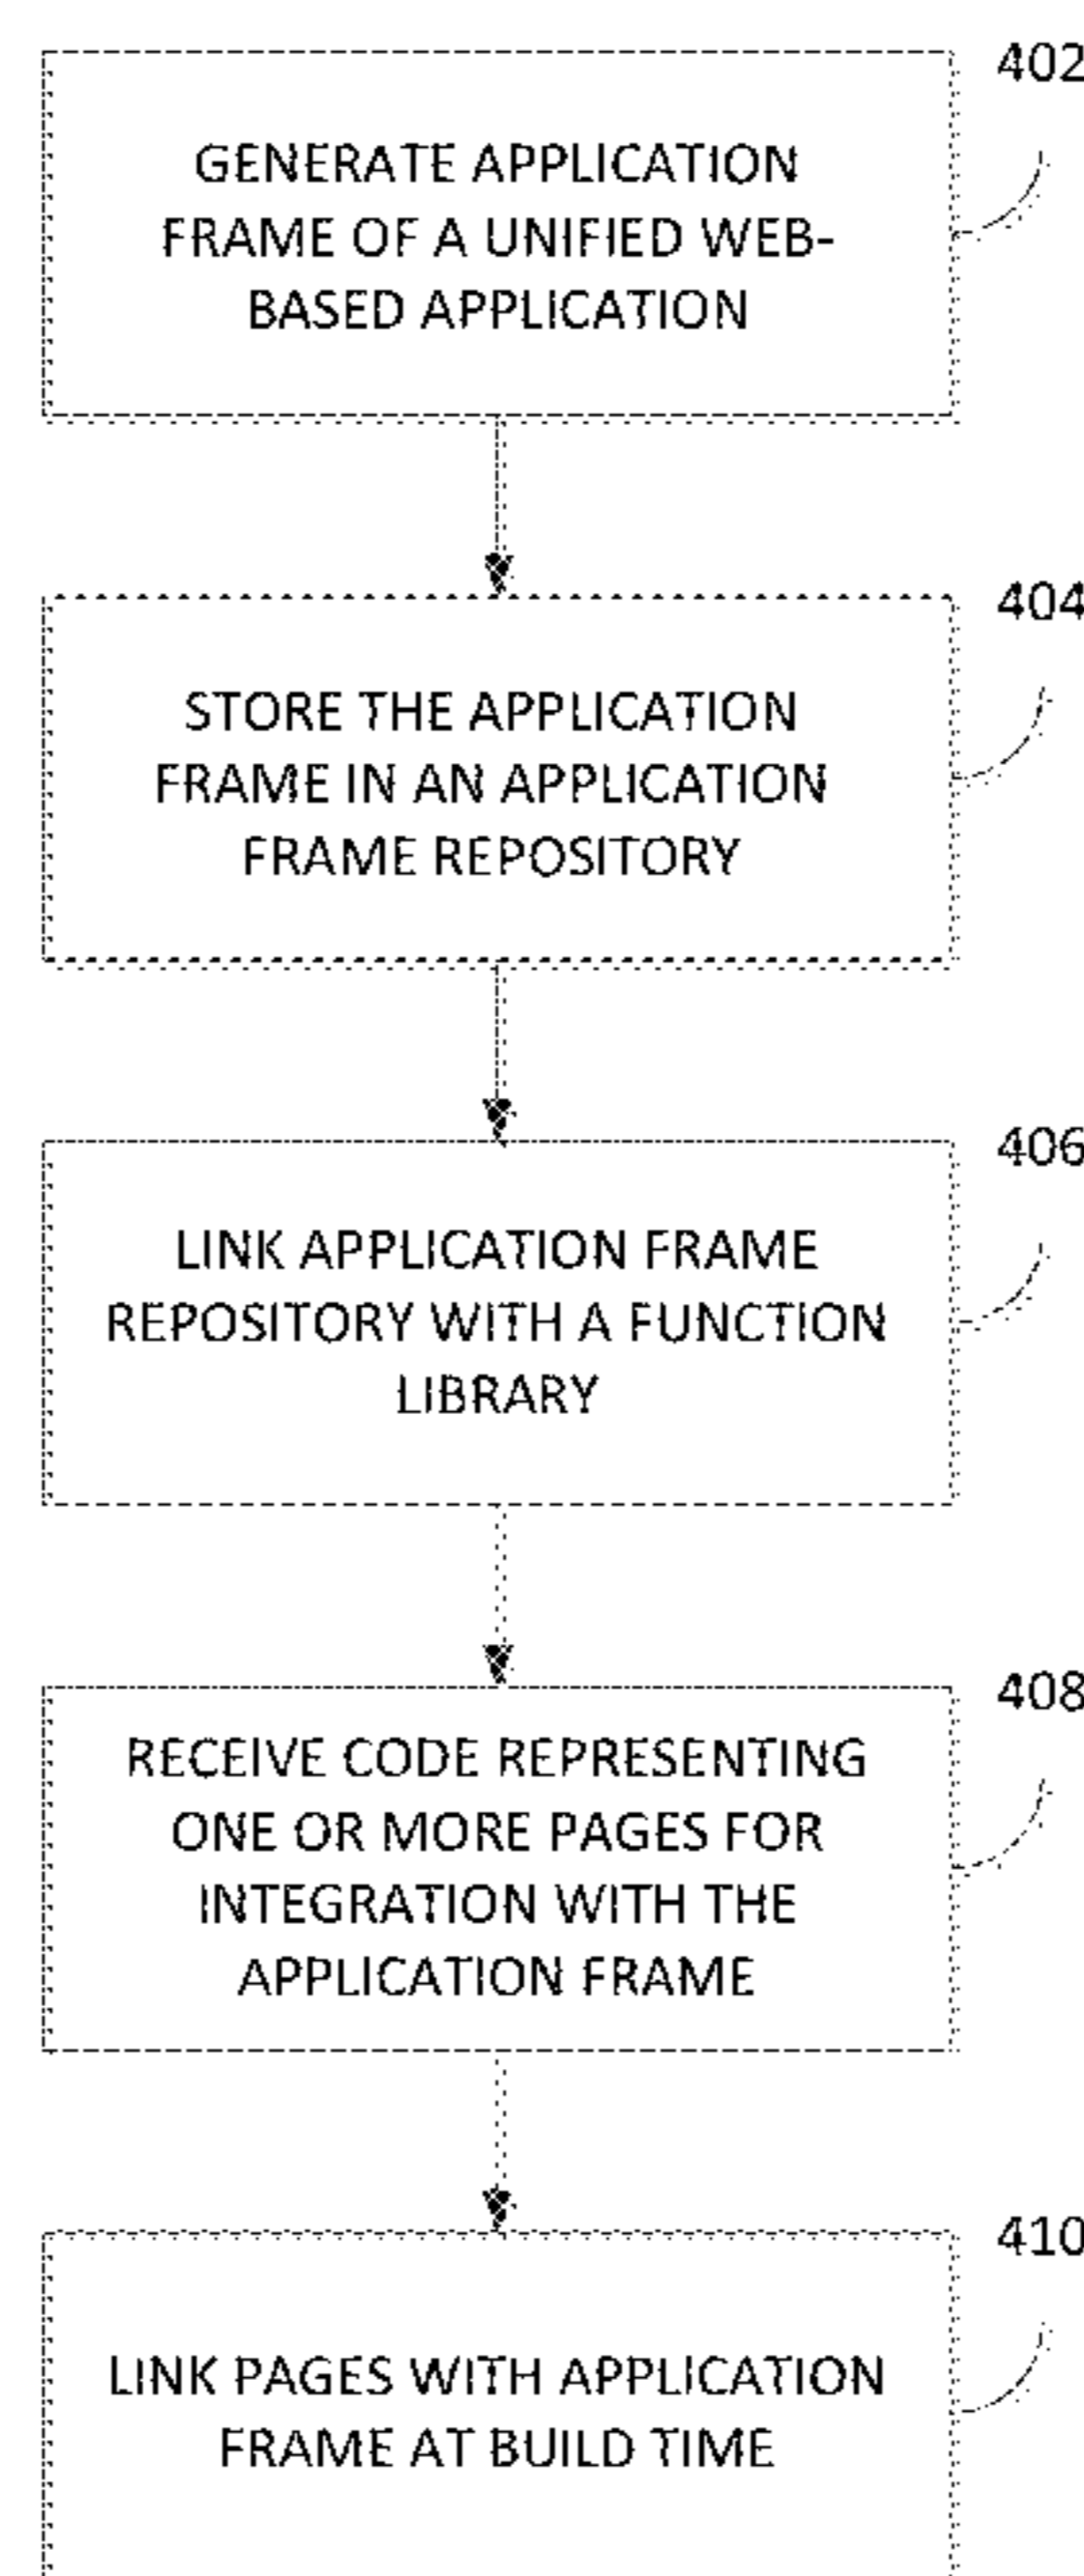 402
GENERATE APPLICATION
FRAME OF A UNIFIED WEB-
BASED APPLICATION
404
STORE THE APPLICATION
FRAME IN AN APPLICATION
FRAME REPOSITORY
406
LINK APPLICATION FRAME
REPOSITORY WITH A FUNCTION
LIBRARY
408
RECEIVE CODE REPRESENTING
ONE OR MORE PAGES FOR
INTEGRATION WITH THE
APPLICATION FRAME
410
LINK PAGES WITH APPLICATION
FRAME AT BUILD TIME